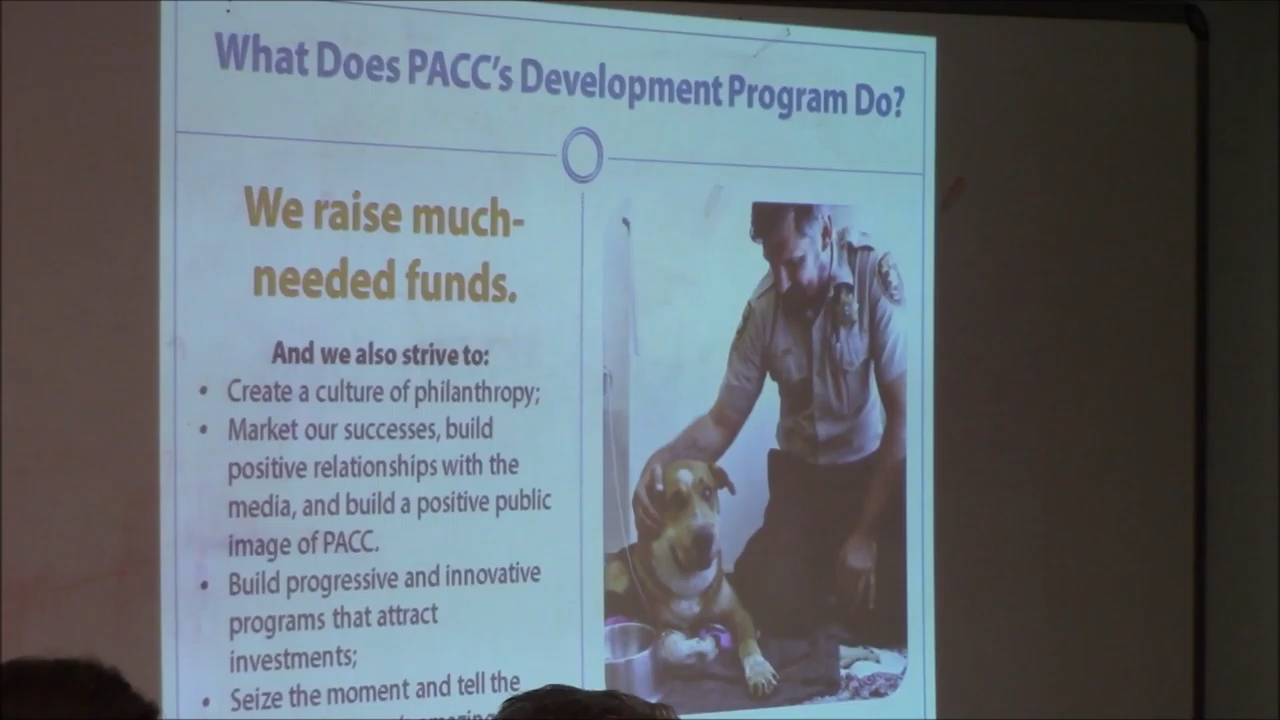 What Does PACC's Development Program Do?
We raise much-
needed funds.
And we also strive to:
• Create a culture of philanthropy;
• Market our successes, build
positive relationships with the
media, and build a positive public
image of PACC.
• Build progressive and innovative
programs that attract
investments;
• Seize the moment and tell the
amazing